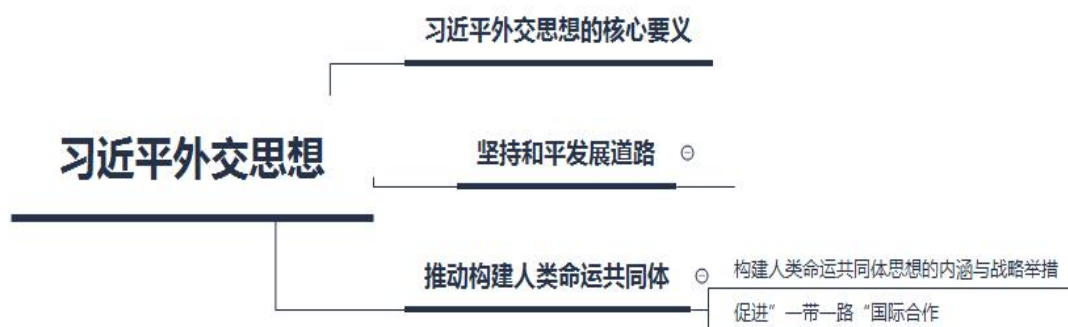 习近平外交思想的核心要义
习近平外交思想
坚持和平发展道路
推动构建人类命运共同体
构建人类命运共同体思想的内涵与战略举措
促进”一带一路“国际合作